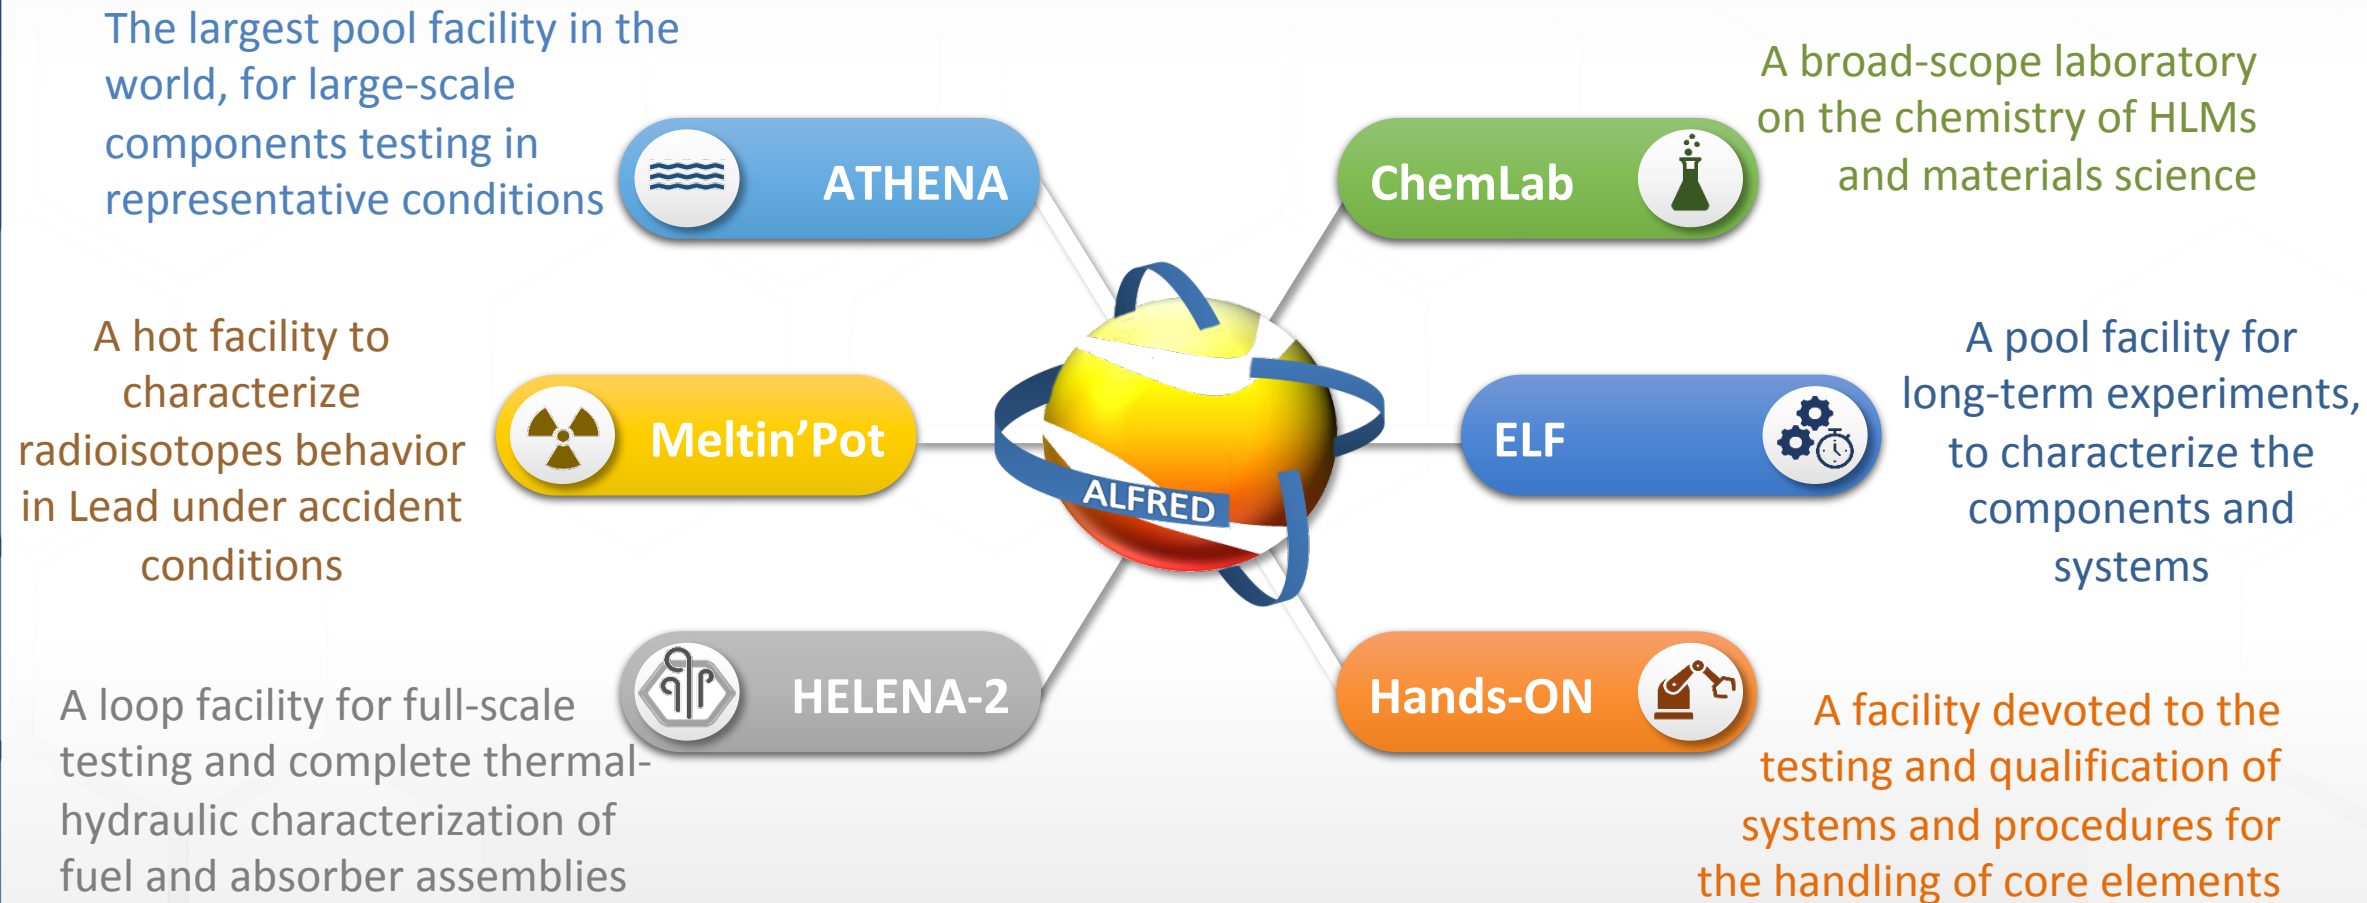 The largest pool facility in the
world, for large-scale
components testing in
representative conditions
ATHENA
ChemLab
A broad-scope laboratory
on the chemistry of HLMs
and materials science
A hot facility to
characterize
radioisotopes behavior
in Lead under accident
conditions
Meltin’Pot
ALFRED
ELF
A pool facility for
long-term experiments,
to characterize the
components and
systems
A loop facility for full-scale
testing and complete thermal-
hydraulic characterization of
fuel and absorber assemblies
HELENA-2
Hands-ON
A facility devoted to the
testing and qualification of
systems and procedures for
the handling of core elements